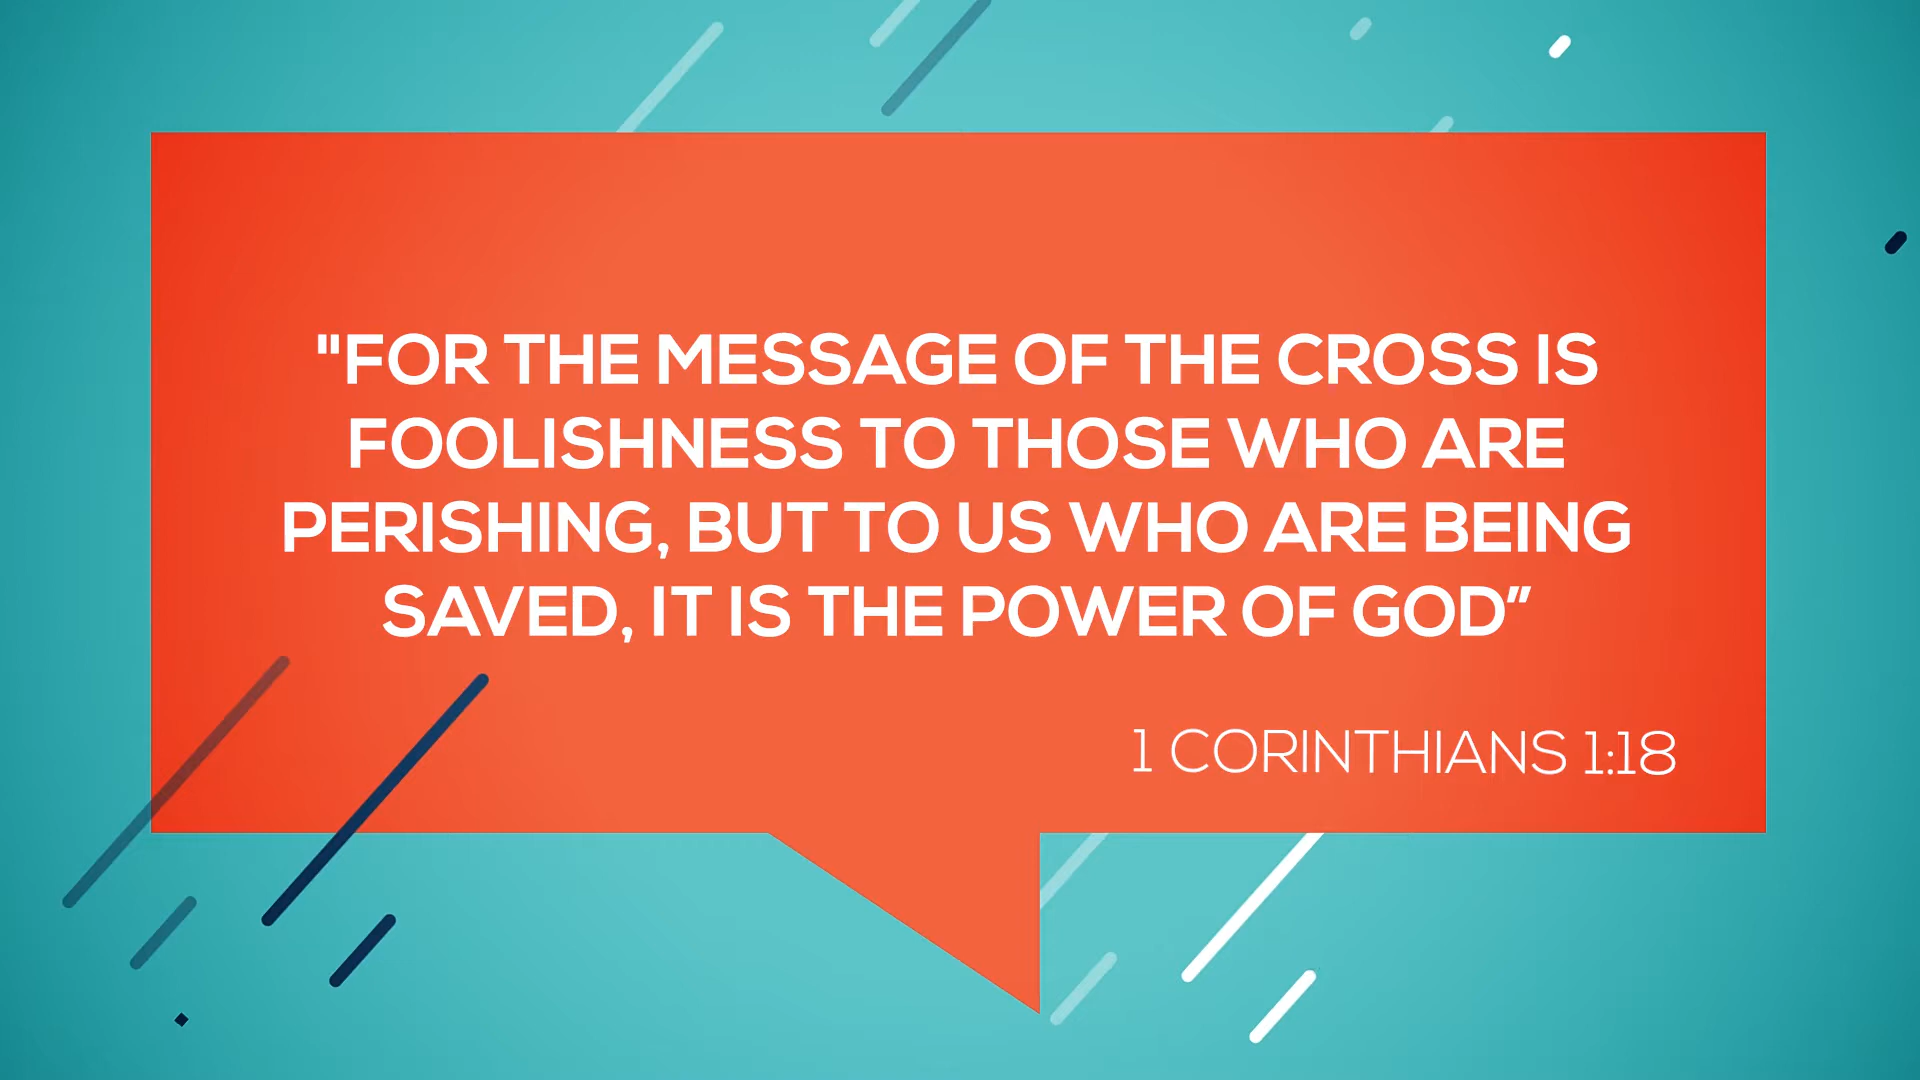 "FOR THE MESSAGE OF THE CROSS IS
FOOLISHNESS TO THOSE WHO ARE
PERISHING, BUT TO US WHO ARE BEING
SAVED, IT IS THE POWER OF GOD”
1 CORINTHIANS 1:18